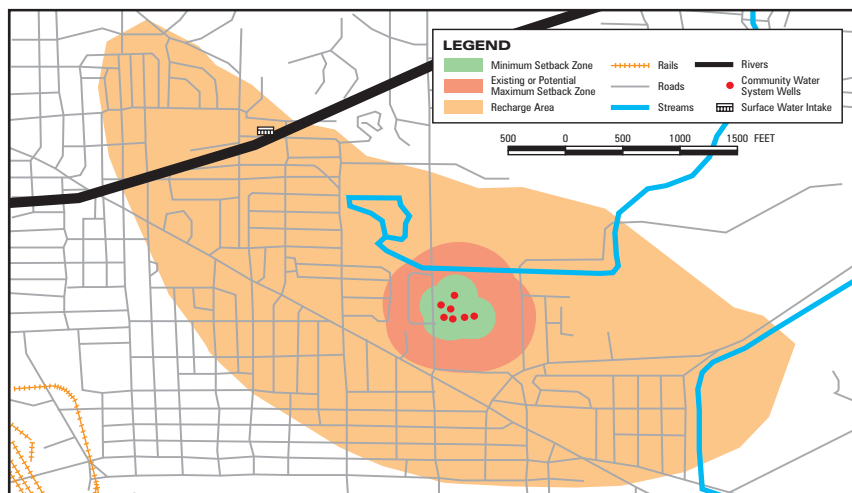 LEGEND
Minimum Setback Zone
Existing or Potential
Maximum Setback Zone
Recharge Area
Rails
Roads
Streams
Rivers
Community Water
System Wells
Surface Water Intake
500 0 500 1000 1500 FEET